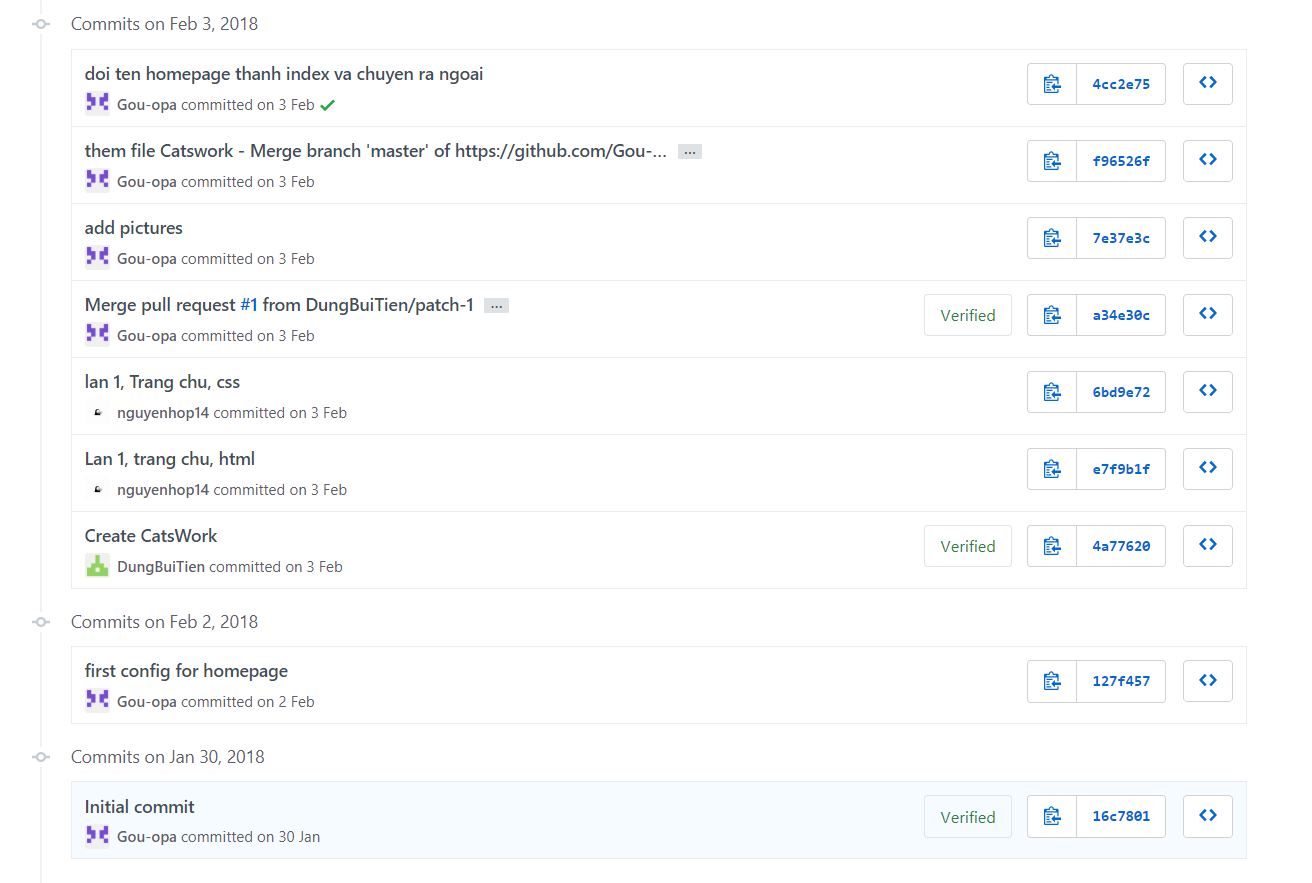 Commits on Feb 3, 2018
doi ten homepage thanh index va chuyen ra ngoai
Gou-opa committed on 3 Feb
4cc2e75
them file Catswork - Merge branch 'master' of https://github.com/Gou-... ...
Gou-opa committed on 3 Feb
f96526f
add pictures
Gou-opa committed on 3 Feb
7e37e3c
Merge pull request #1 from DungBuiTien/patch-1 ...
Gou-opa committed on 3 Feb
Verified
a34e30c
lan 1, Trang chu, css
nguyenhop14 committed on 3 Feb
6bd9e72
Lan 1, trang chu, html
nguyenhop14 committed on 3 Feb
e7f9b1f
Create CatsWork
DungBuiTien committed on 3 Feb
Verified
4a77620
Commits on Feb 2, 2018
first config for homepage
Gou-opa committed on 2 Feb
127f457
Commits on Jan 30, 2018
Initial commit
Gou-opa committed on 30 Jan
Verified
16c7801